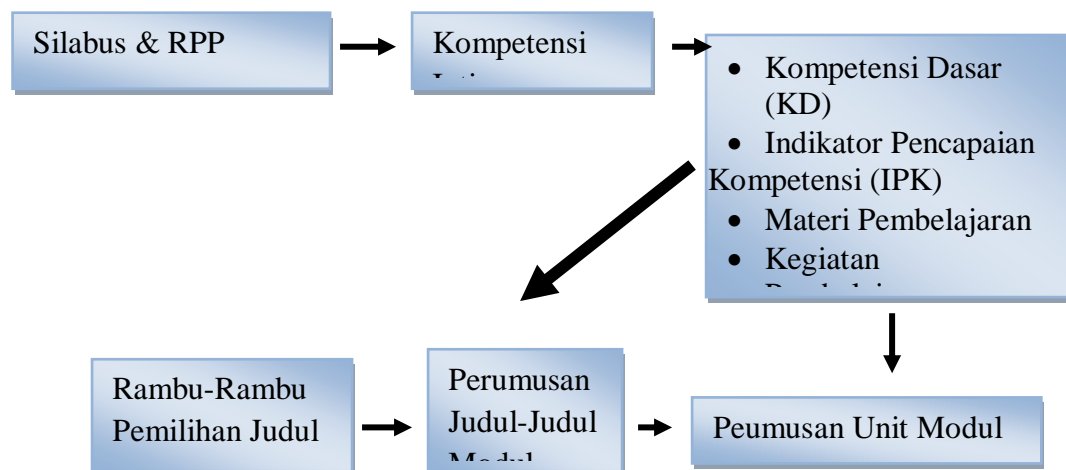 Silabus & RPP
Kompetensi
• Kompetensi Dasar
(KD)
• Indikator Pencapaian
Kompetensi (IPK)
• Materi Pembelajaran
• Kegiatan
Rambu-Rambu
Pemilihan Judul
Perumusan
Judul-Judul
Modul
Peumusan Unit Modul